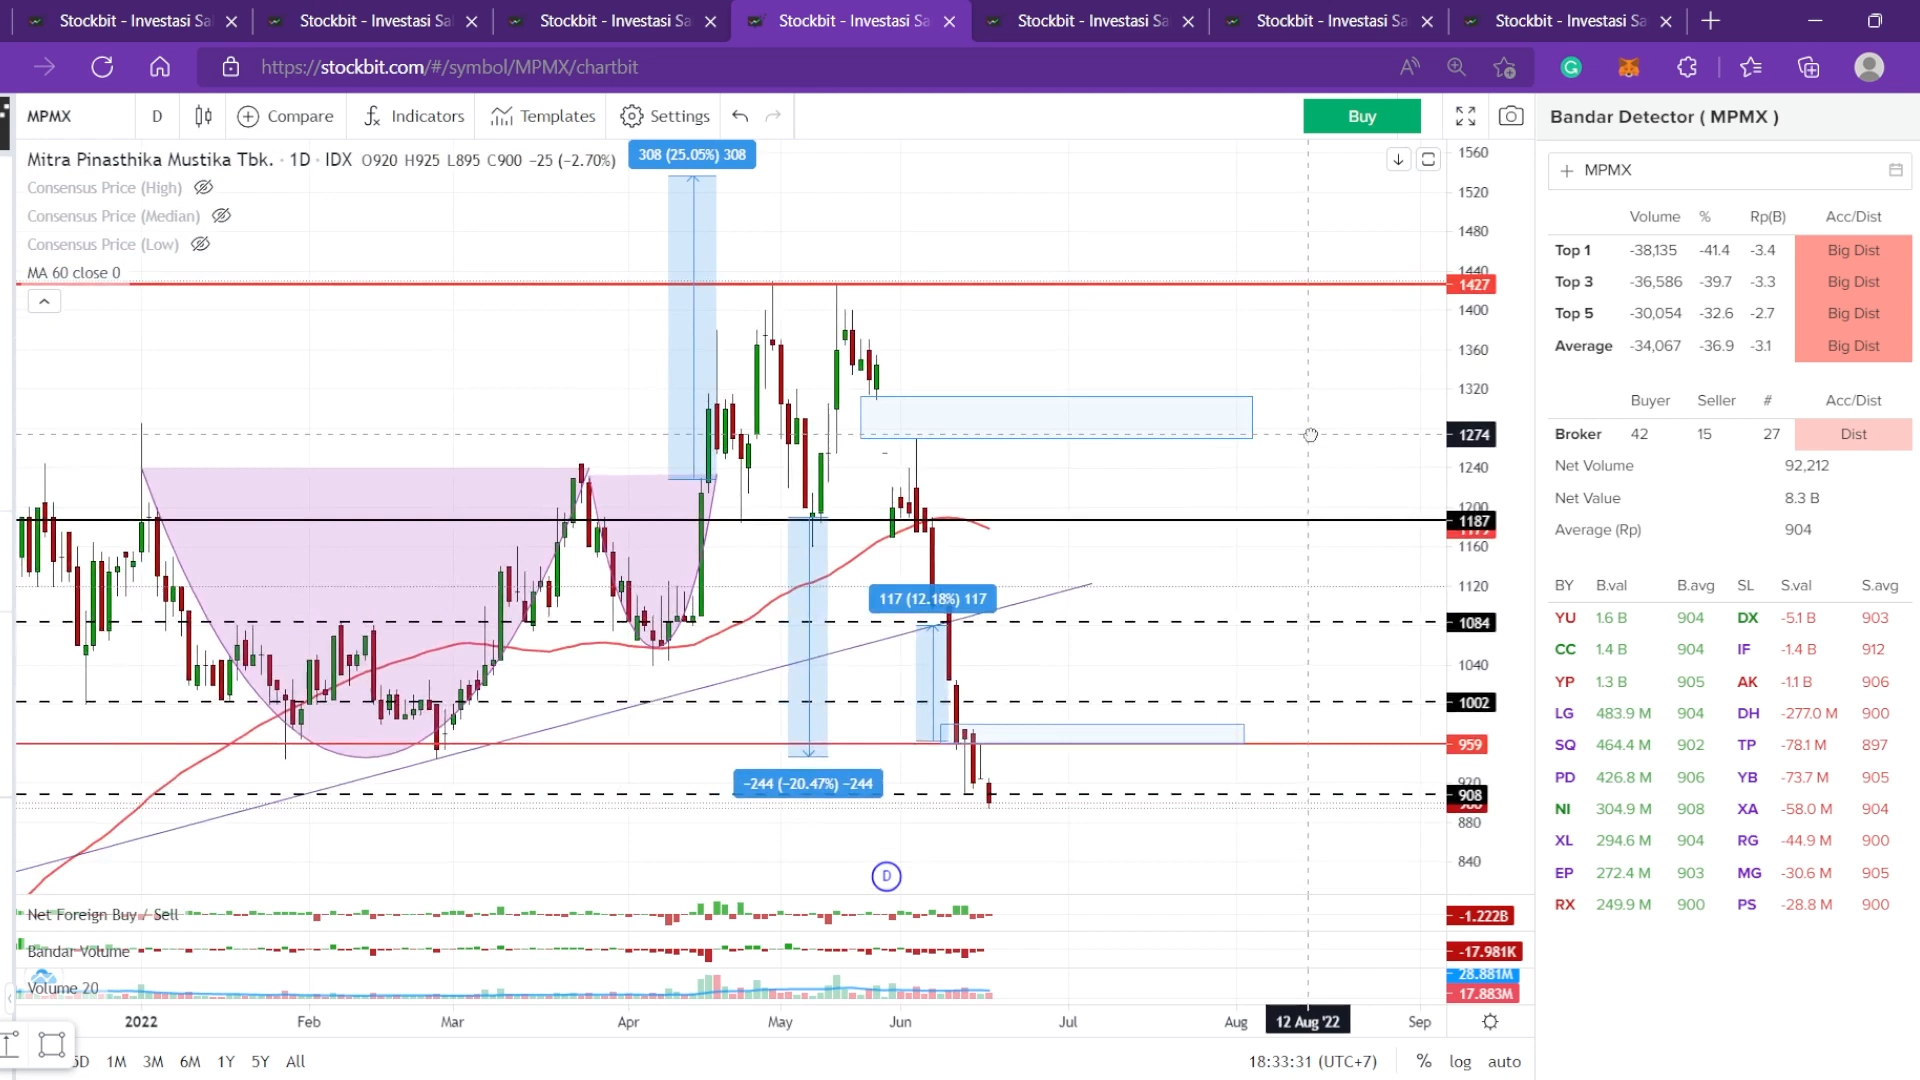 Stockbit - Investasi Sa
Stockbit - Investasi Sa
Stockbit - Investasi Sa
Stockbit - Investasi Sa
Stockbit - Investasi Sa
Stockbit - Investasi Sa
Stockbit - Investasi Sa
https://stockbit.com/#/symbol/MPMX/chartbit
MPMX D Compare Indicators Templates Settings Buy
Mitra Pinasthika Mustika Tbk. · 1D · IDX O920 H925 L895 C900 −25 (−2.70%)
Consensus Price (High)
Consensus Price (Median)
Consensus Price (Low)
MA 60 close 0
308 (25.05%) 308
117 (12.18%) 117
−244 (−20.47%) −244
D
1560
1520
1480
1440
1427
1400
1360
1320
1274
1240
1200
1187
1179
1160
1120
1084
1040
1002
959
920
908
900
880
840
Net Foreign Buy / Sell
-1.222B
Bandar Volume
-17.981K
Volume 20
28.881M
17.883M
2022 Feb Mar Apr May Jun Jul Aug 12 Aug '22 Sep
5D 1M 3M 6M 1Y 5Y All
18:33:31 (UTC+7) % log auto
Bandar Detector ( MPMX )
MPMX
Volume % Rp(B) Acc/Dist
Top 1 -38,135 -41.4 -3.4 Big Dist
Top 3 -36,586 -39.7 -3.3 Big Dist
Top 5 -30,054 -32.6 -2.7 Big Dist
Average -34,067 -36.9 -3.1 Big Dist
Buyer Seller # Acc/Dist
Broker 42 15 27 Dist
Net Volume 92,212
Net Value 8.3 B
Average (Rp) 904
BY B.val B.avg SL S.val S.avg
YU 1.6 B 904 DX -5.1 B 903
CC 1.4 B 904 IF -1.4 B 912
YP 1.3 B 905 AK -1.1 B 906
LG 483.9 M 904 DH -277.0 M 900
SQ 464.4 M 902 TP -78.1 M 897
PD 426.8 M 906 YB -73.7 M 905
NI 304.9 M 908 XA -58.0 M 904
XL 294.6 M 904 RG -44.9 M 900
EP 272.4 M 903 MG -30.6 M 905
RX 249.9 M 900 PS -28.8 M 900